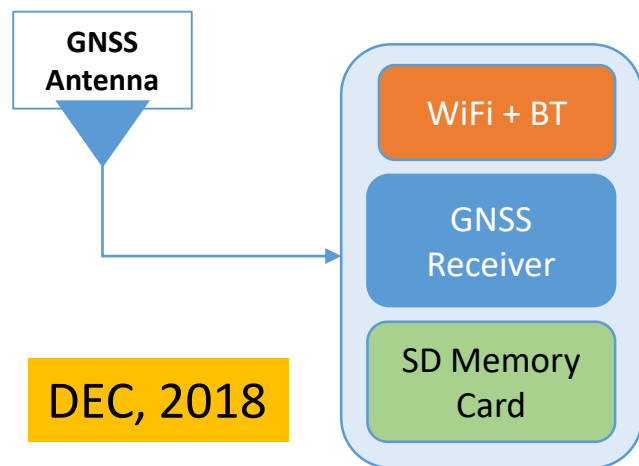 GNSS
Antenna
WiFi + BT
GNSS
Receiver
SD Memory
Card
DEC, 2018